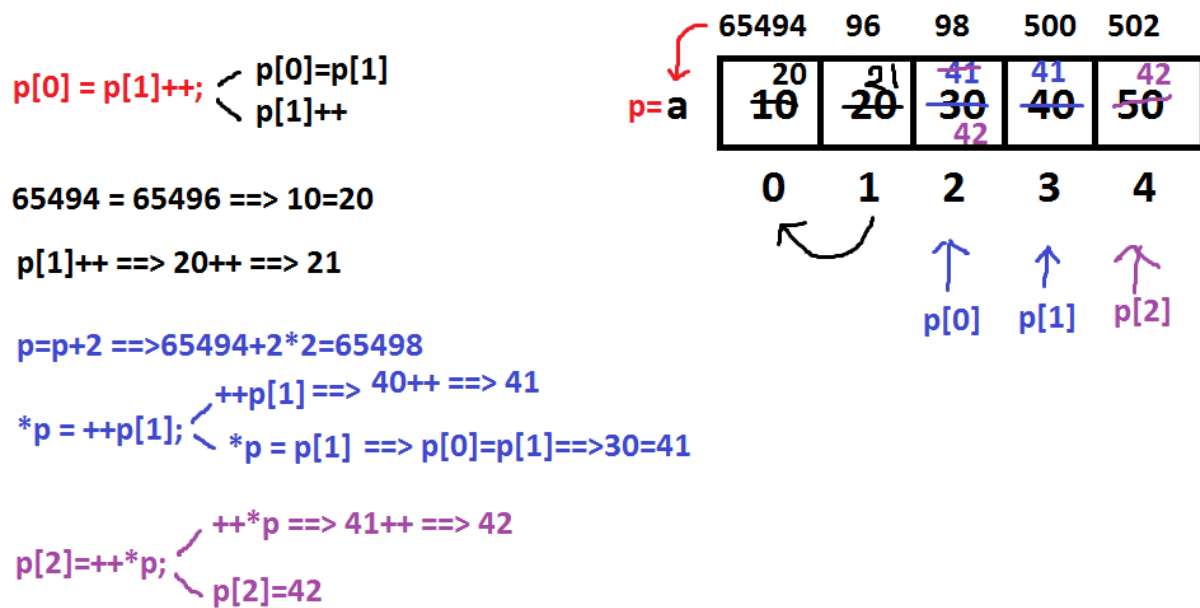 65494 96 98 500 502
p[0] = p[1]++; p[0]=p[1]
p[1]++
p= a
10 20 20 21 30 41 42 40 41 50 42
0 1 2 3 4
65494 = 65496 ==> 10=20
p[1]++ ==> 20++ ==> 21
p[0] p[1] p[2]
p=p+2 ==>65494+2*2=65498
*p = ++p[1]; ++p[1] ==> 40++ ==> 41
*p = p[1] ==> p[0]=p[1]==>30=41
p[2]=++*p; ++*p ==> 41++ ==> 42
p[2]=42